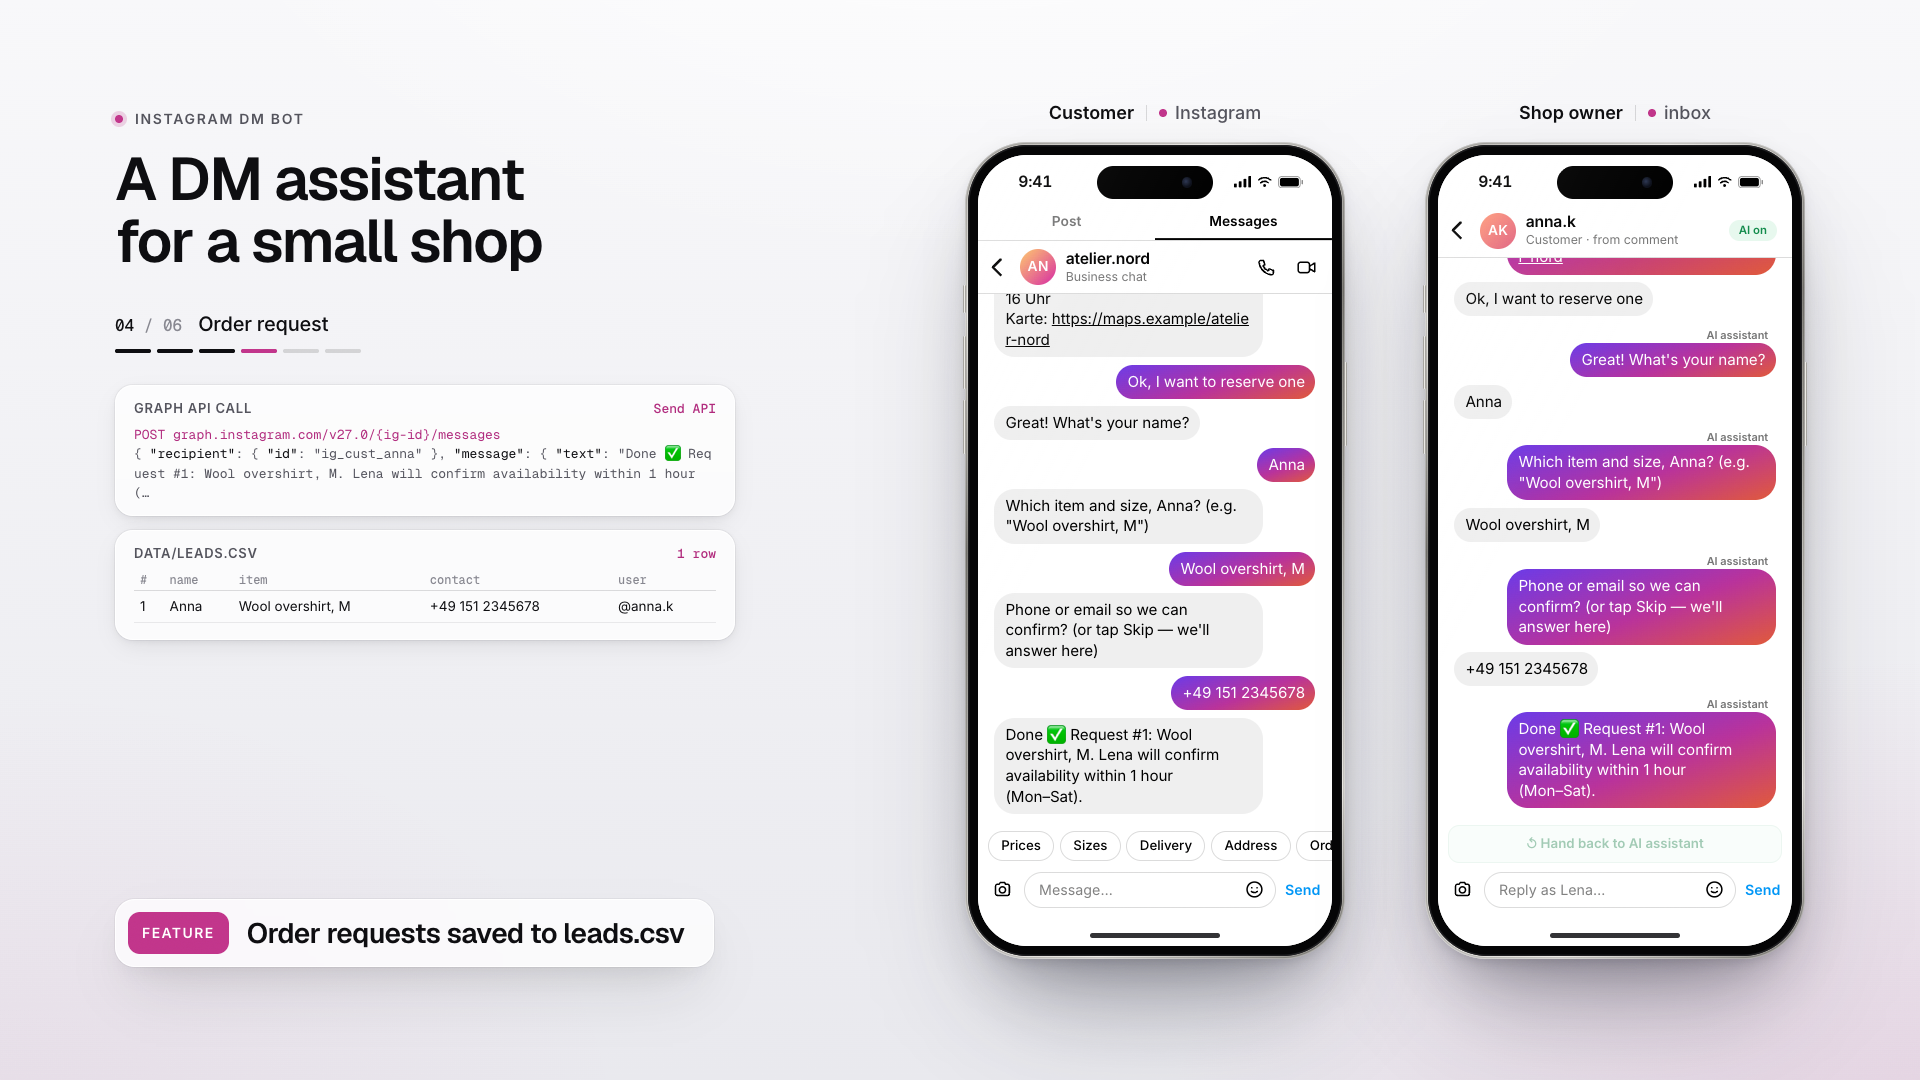 INSTAGRAM DM BOT
A DM assistant
for a small shop
04 / 06 Order request
GRAPH API CALL Send API
POST graph.instagram.com/v27.0/{ig-id}/messages
{ "recipient": { "id": "ig_cust_anna" }, "message": { "text": "Done ✅ Req
uest #1: Wool overshirt, M. Lena will confirm availability within 1 hour
(…
DATA/LEADS.CSV 1 row
# name item contact user
1 Anna Wool overshirt, M +49 151 2345678 @anna.k
FEATURE Order requests saved to leads.csv
Customer Instagram
9:41
Post Messages
AN atelier.nord
Business chat
16 Uhr
Karte: https://maps.example/atelie
r-nord
Ok, I want to reserve one
Great! What's your name?
Anna
Which item and size, Anna? (e.g.
"Wool overshirt, M")
Wool overshirt, M
Phone or email so we can
confirm? (or tap Skip — we'll
answer here)
+49 151 2345678
Done ✅ Request #1: Wool
overshirt, M. Lena will confirm
availability within 1 hour
(Mon–Sat).
Prices Sizes Delivery Address Ord
Message... Send
Shop owner inbox
9:41
AK anna.k
Customer · from comment
AI on
r-nord
Ok, I want to reserve one
AI assistant
Great! What's your name?
Anna
AI assistant
Which item and size, Anna? (e.g.
"Wool overshirt, M")
Wool overshirt, M
AI assistant
Phone or email so we can
confirm? (or tap Skip — we'll
answer here)
+49 151 2345678
AI assistant
Done ✅ Request #1: Wool
overshirt, M. Lena will confirm
availability within 1 hour
(Mon–Sat).
Hand back to AI assistant
Reply as Lena... Send